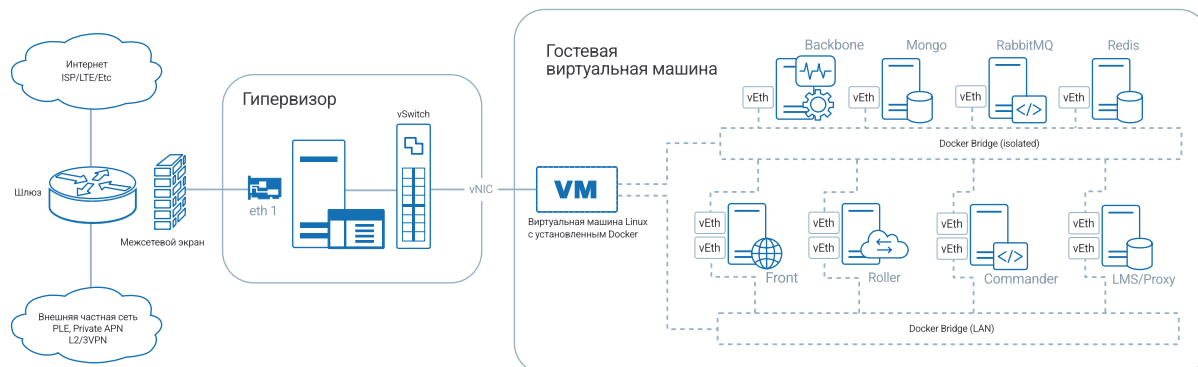 Интернет
ISP/LTE/Etc
Шлюз
Межсетевой экран
Внешняя частная сеть
PLE, Private APN
L2/3VPN
Гипервизор
eth 1
vSwitch
vNIC
Гостевая
виртуальная машина
VM
Виртуальная машина Linux
с установленным Docker
Backbone
Mongo
RabbitMQ
Redis
vEth
vEth
vEth
vEth
Docker Bridge (isolated)
vEth
vEth
vEth
vEth
vEth
vEth
vEth
vEth
Front
Roller
Commander
LMS/Proxy
Docker Bridge (LAN)